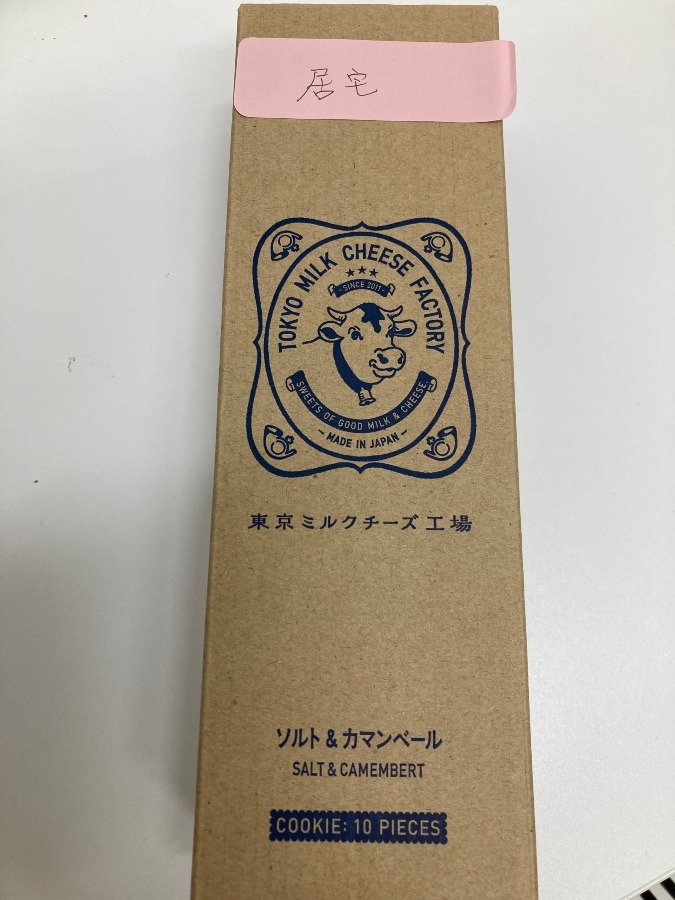 居宅
TOKYO MILK CHEESE FACTORY
-SINCE 2011-
SWEETS OF GOOD MILK & CHEESE.
- MADE IN JAPAN -
東京ミルクチーズ工場
ソルト&カマンベール
SALT & CAMEMBERT
COOKIE: 10 PIECES